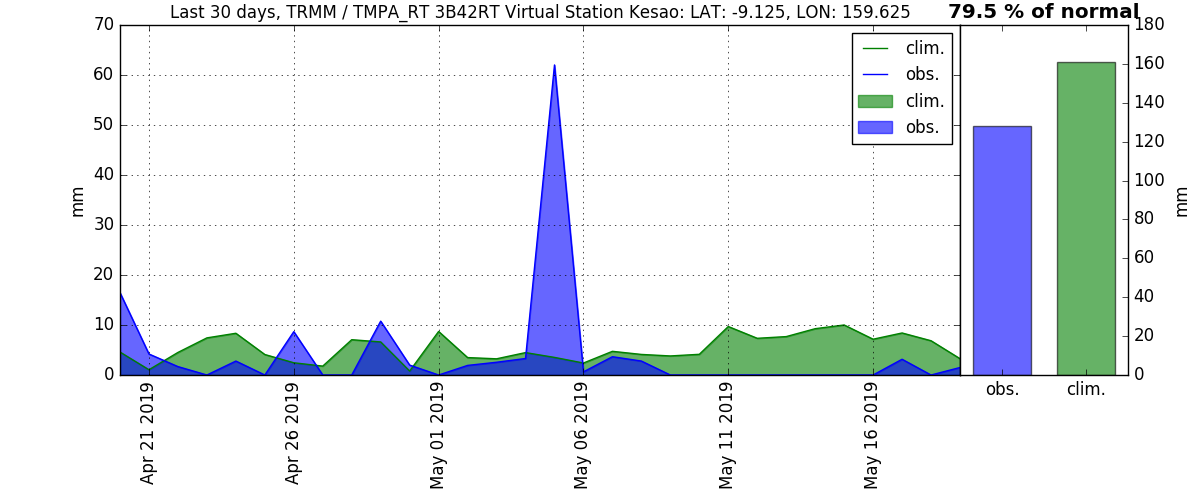 Last 30 days, TRMM / TMPA_RT 3B42RT Virtual Station Kesao: LAT: -9.125, LON: 159.625
79.5 % of normal
70
60
50
40
30
20
10
0
mm
clim.
obs.
clim.
obs.
180
160
140
120
100
80
60
40
20
0
mm
Apr 21 2019
Apr 26 2019
May 01 2019
May 06 2019
May 11 2019
May 16 2019
obs.
clim.